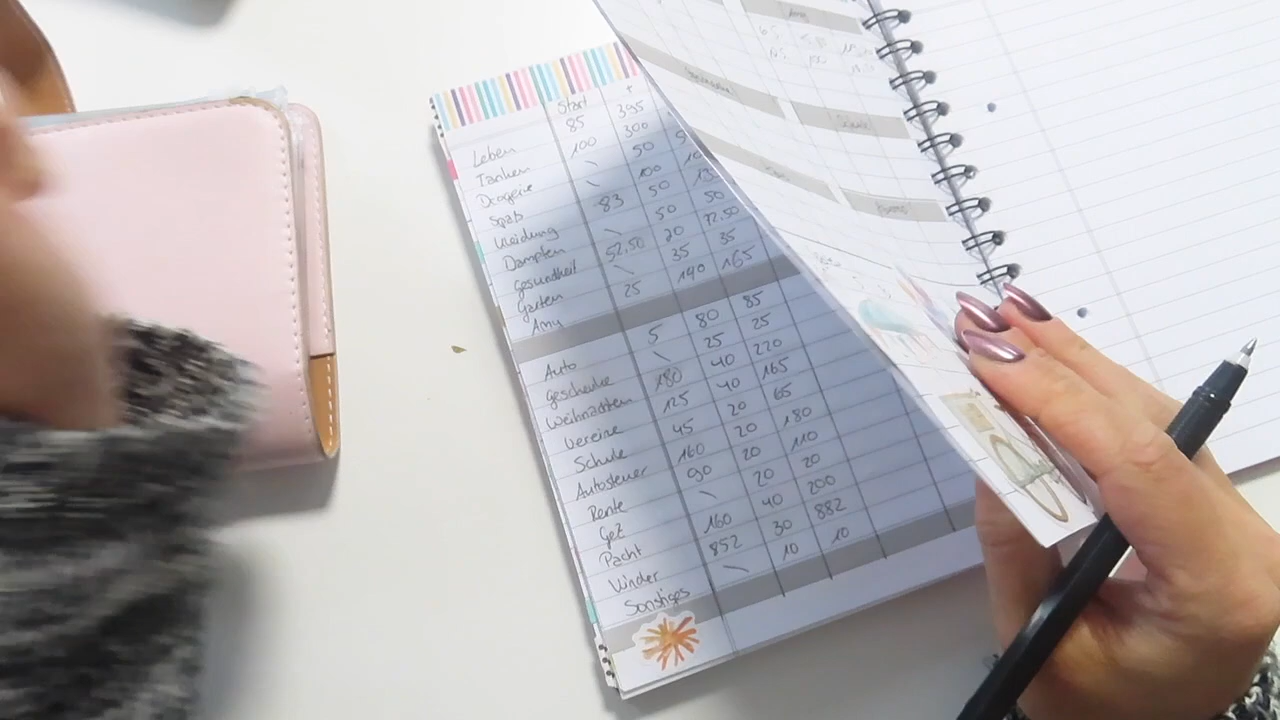 Start +
Leben 85 395
Tanken 100 300
Drogerie 50
Spaß \ 100
Kleidung 83 50
Dampfen \ 50 50
Gesundheit 52.50 20 72.50
Garten \ 35 35
Amy 25 140 165
Auto 5 80 85
Geschenke \ 25 25
Weihnachten 180 40 220
Vereine 125 40 165
Schule 45 20 65
Autosteuer 160 20 180
Rente 90 20 110
GEZ \ 20 20
Pacht 160 40 200
Kinder 852 30 882
Sonstiges \ 10 10